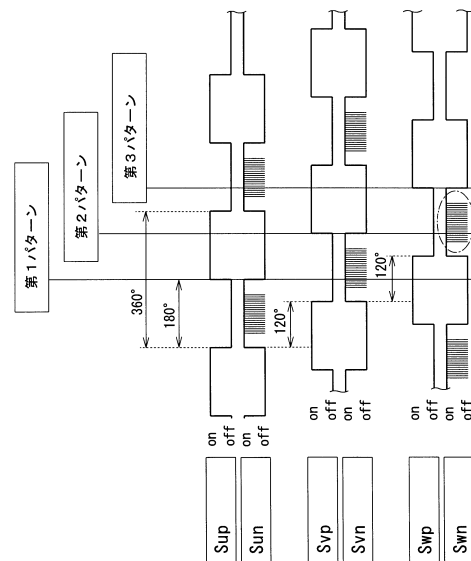 第1パターン
第2パターン
第3パターン
360°
180°
120°
120°
on
off
on
off
on
off
on
off
on
off
on
off
Sup
Sun
Svp
Svn
Swp
Swn